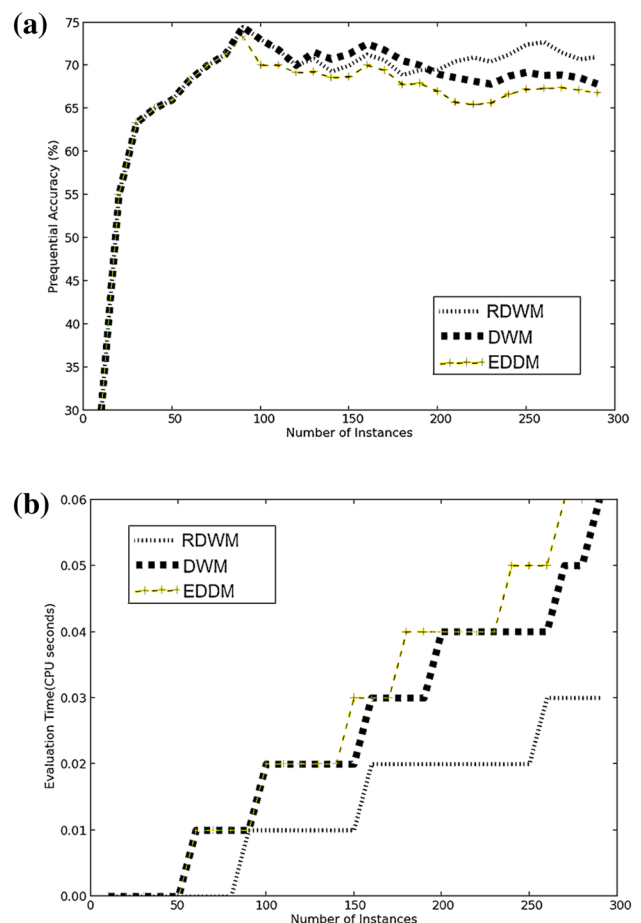 (a)
75
70
65
60
55
50
45
40
35
30
Prequential Accuracy (%)
RDWM
DWM
EDDM
0 50 100 150 200 250 300
Number of Instances
(b)
0.06
0.05
0.04
0.03
0.02
0.01
0.00
Evaluation Time(CPU seconds)
RDWM
DWM
EDDM
0 50 100 150 200 250 300
Number of Instances